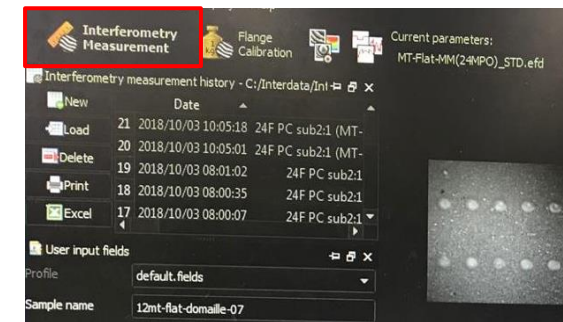 Interferometry
Measurement
Flange
Calibration
Current parameters:
MT-Flat-MM(24MPO)_STD.efd
Interferometry measurement history - C:/Interdata/Int
New
Date
Load
21 2018/10/03 10:05:18 24F PC sub2:1 (MT-
20 2018/10/03 10:05:01 24F PC sub2:1 (MT-
Delete
19 2018/10/03 08:01:02 24F PC sub2:1
Print
18 2018/10/03 08:00:35 24F PC sub2:1
Excel
17 2018/10/03 08:00:07 24F PC sub2:1
User input fields
Profile
default.fields
Sample name
12mt-flat-domaille-07